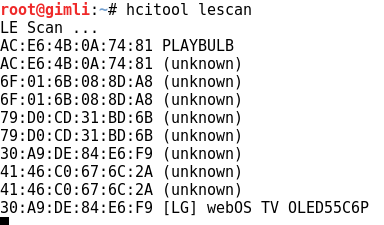 root@gimli:~# hcitool lescan
LE Scan ...
AC:E6:4B:0A:74:81 PLAYBULB
AC:E6:4B:0A:74:81 (unknown)
6F:01:6B:08:8D:A8 (unknown)
6F:01:6B:08:8D:A8 (unknown)
79:D0:CD:31:BD:6B (unknown)
79:D0:CD:31:BD:6B (unknown)
30:A9:DE:84:E6:F9 (unknown)
41:46:C0:67:6C:2A (unknown)
41:46:C0:67:6C:2A (unknown)
30:A9:DE:84:E6:F9 [LG] webOS TV OLED55C6P